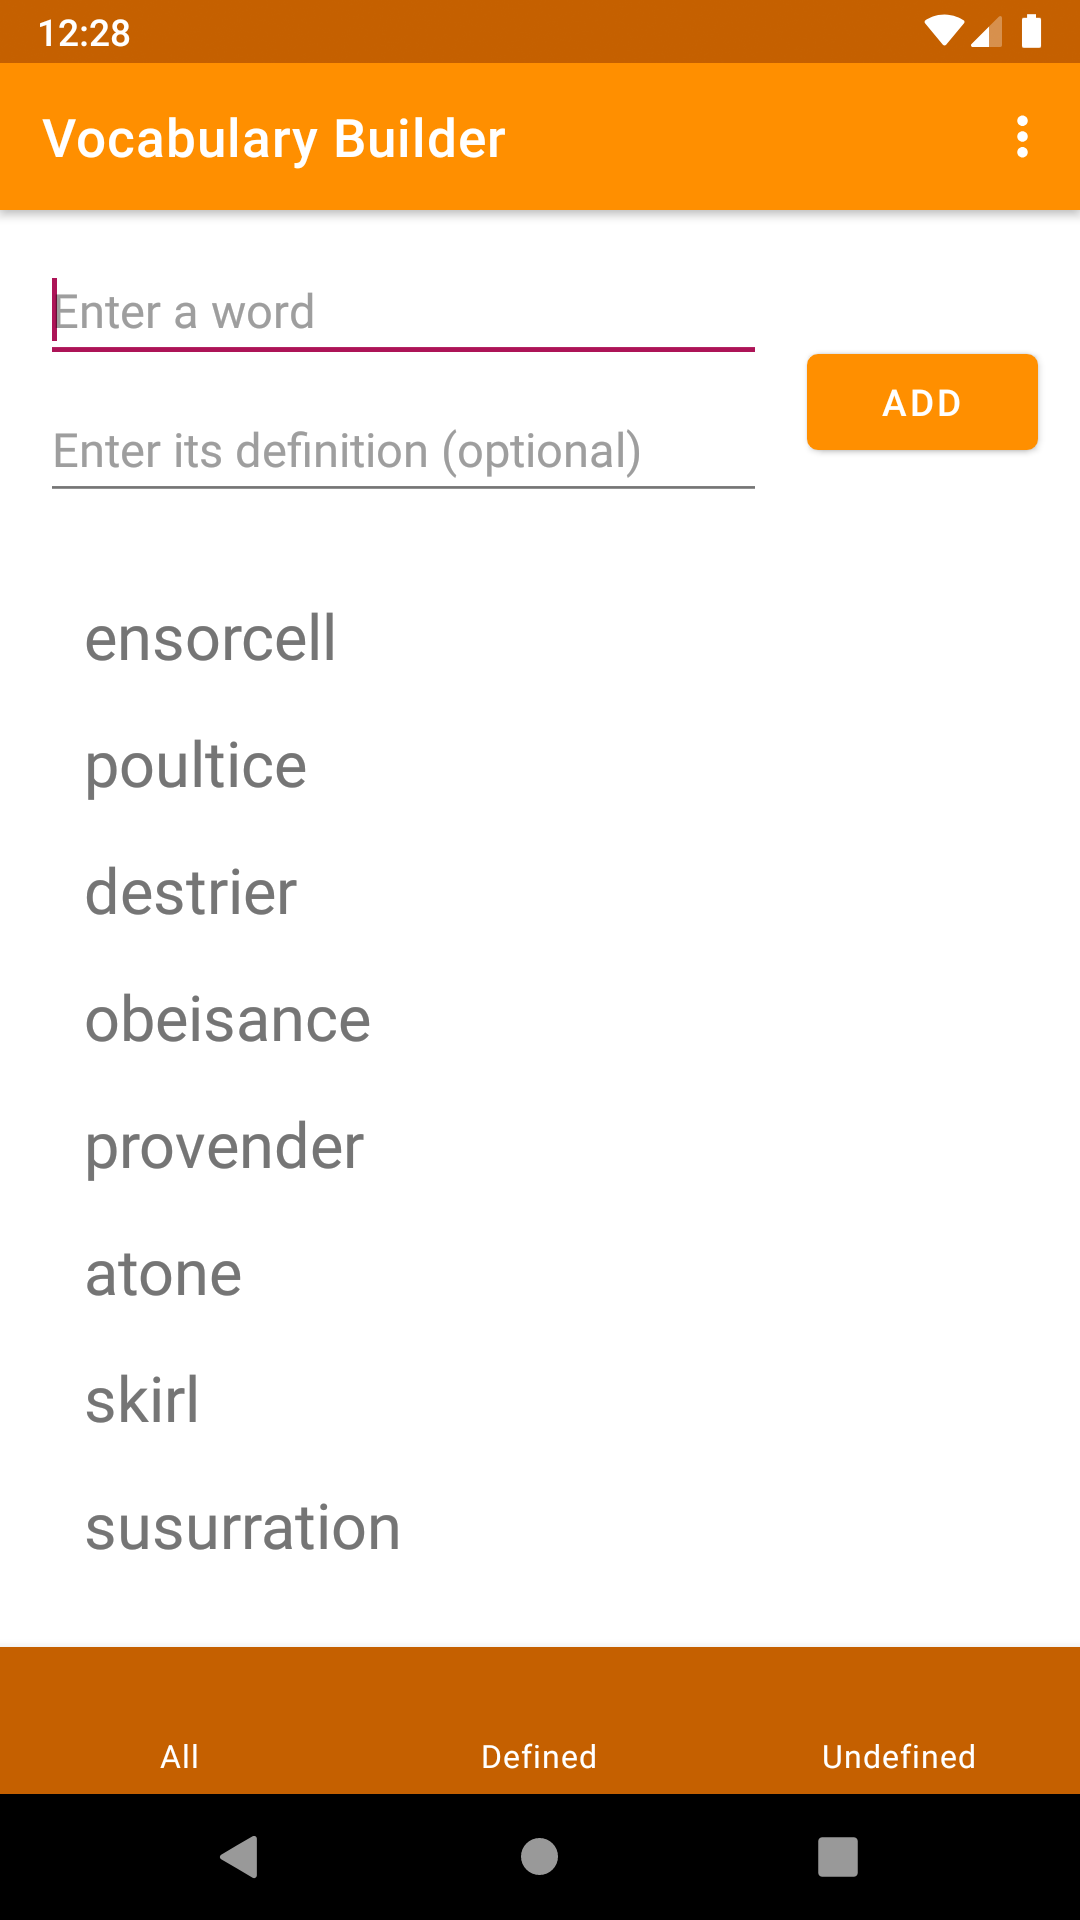 12:28
Vocabulary Builder
Enter a word
ADD
Enter its definition (optional)
ensorcell
poultice
destrier
obeisance
provender
atone
skirl
susurration
All Defined Undefined